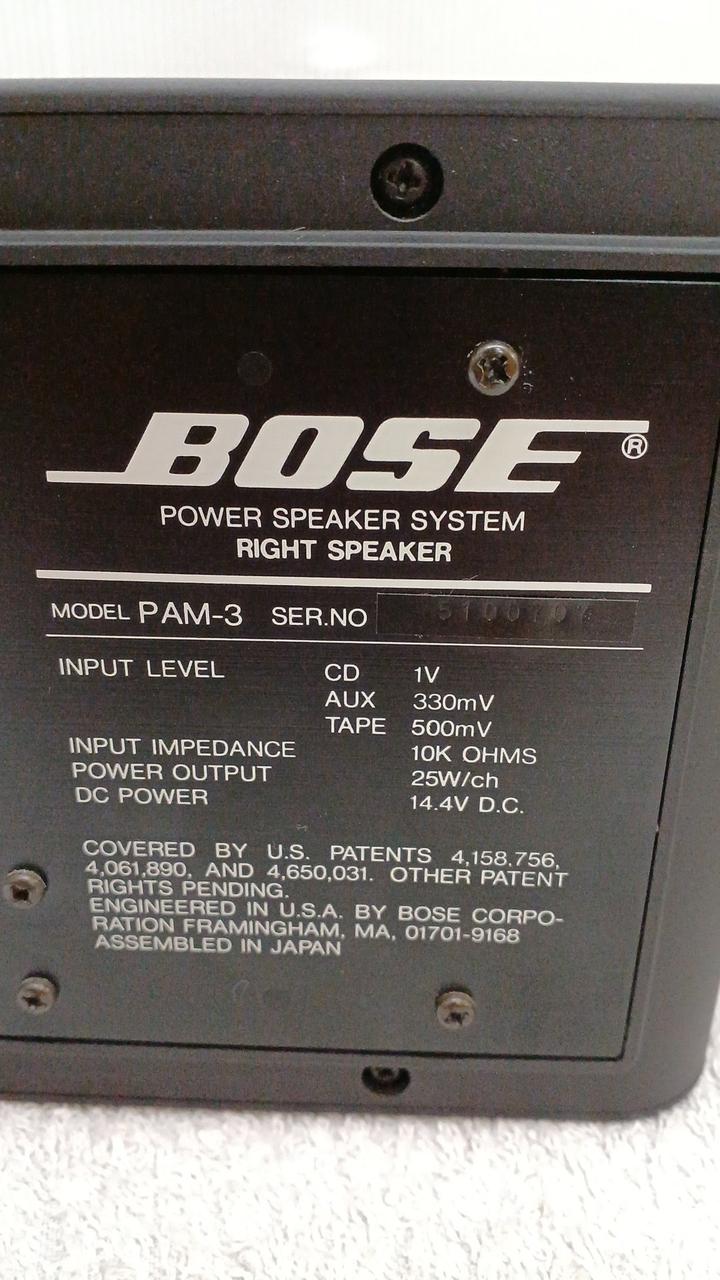 BOSE®
POWER SPEAKER SYSTEM
RIGHT SPEAKER
MODEL PAM-3 SER.NO
INPUT LEVEL CD 1V
AUX 330mV
TAPE 500mV
INPUT IMPEDANCE 10K OHMS
POWER OUTPUT 25W/ch
DC POWER 14.4V D.C.
COVERED BY U.S. PATENTS 4,158.756,
4,061,890, AND 4,650,031. OTHER PATENT
RIGHTS PENDING.
ENGINEERED IN U.S.A. BY BOSE CORPO-
RATION FRAMINGHAM, MA, 01701-9168
ASSEMBLED IN JAPAN